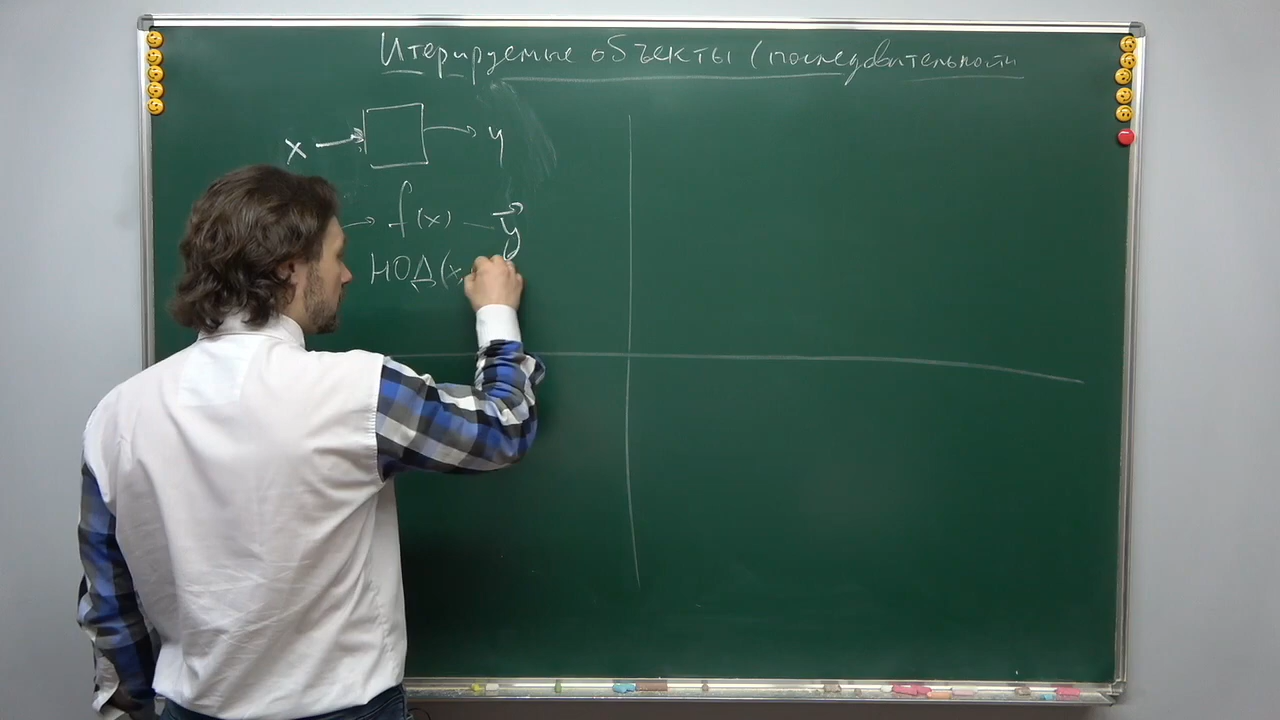 Итерируемые объекты (последовательности
x → y
→ f(x) — y⃗
НОД(x,